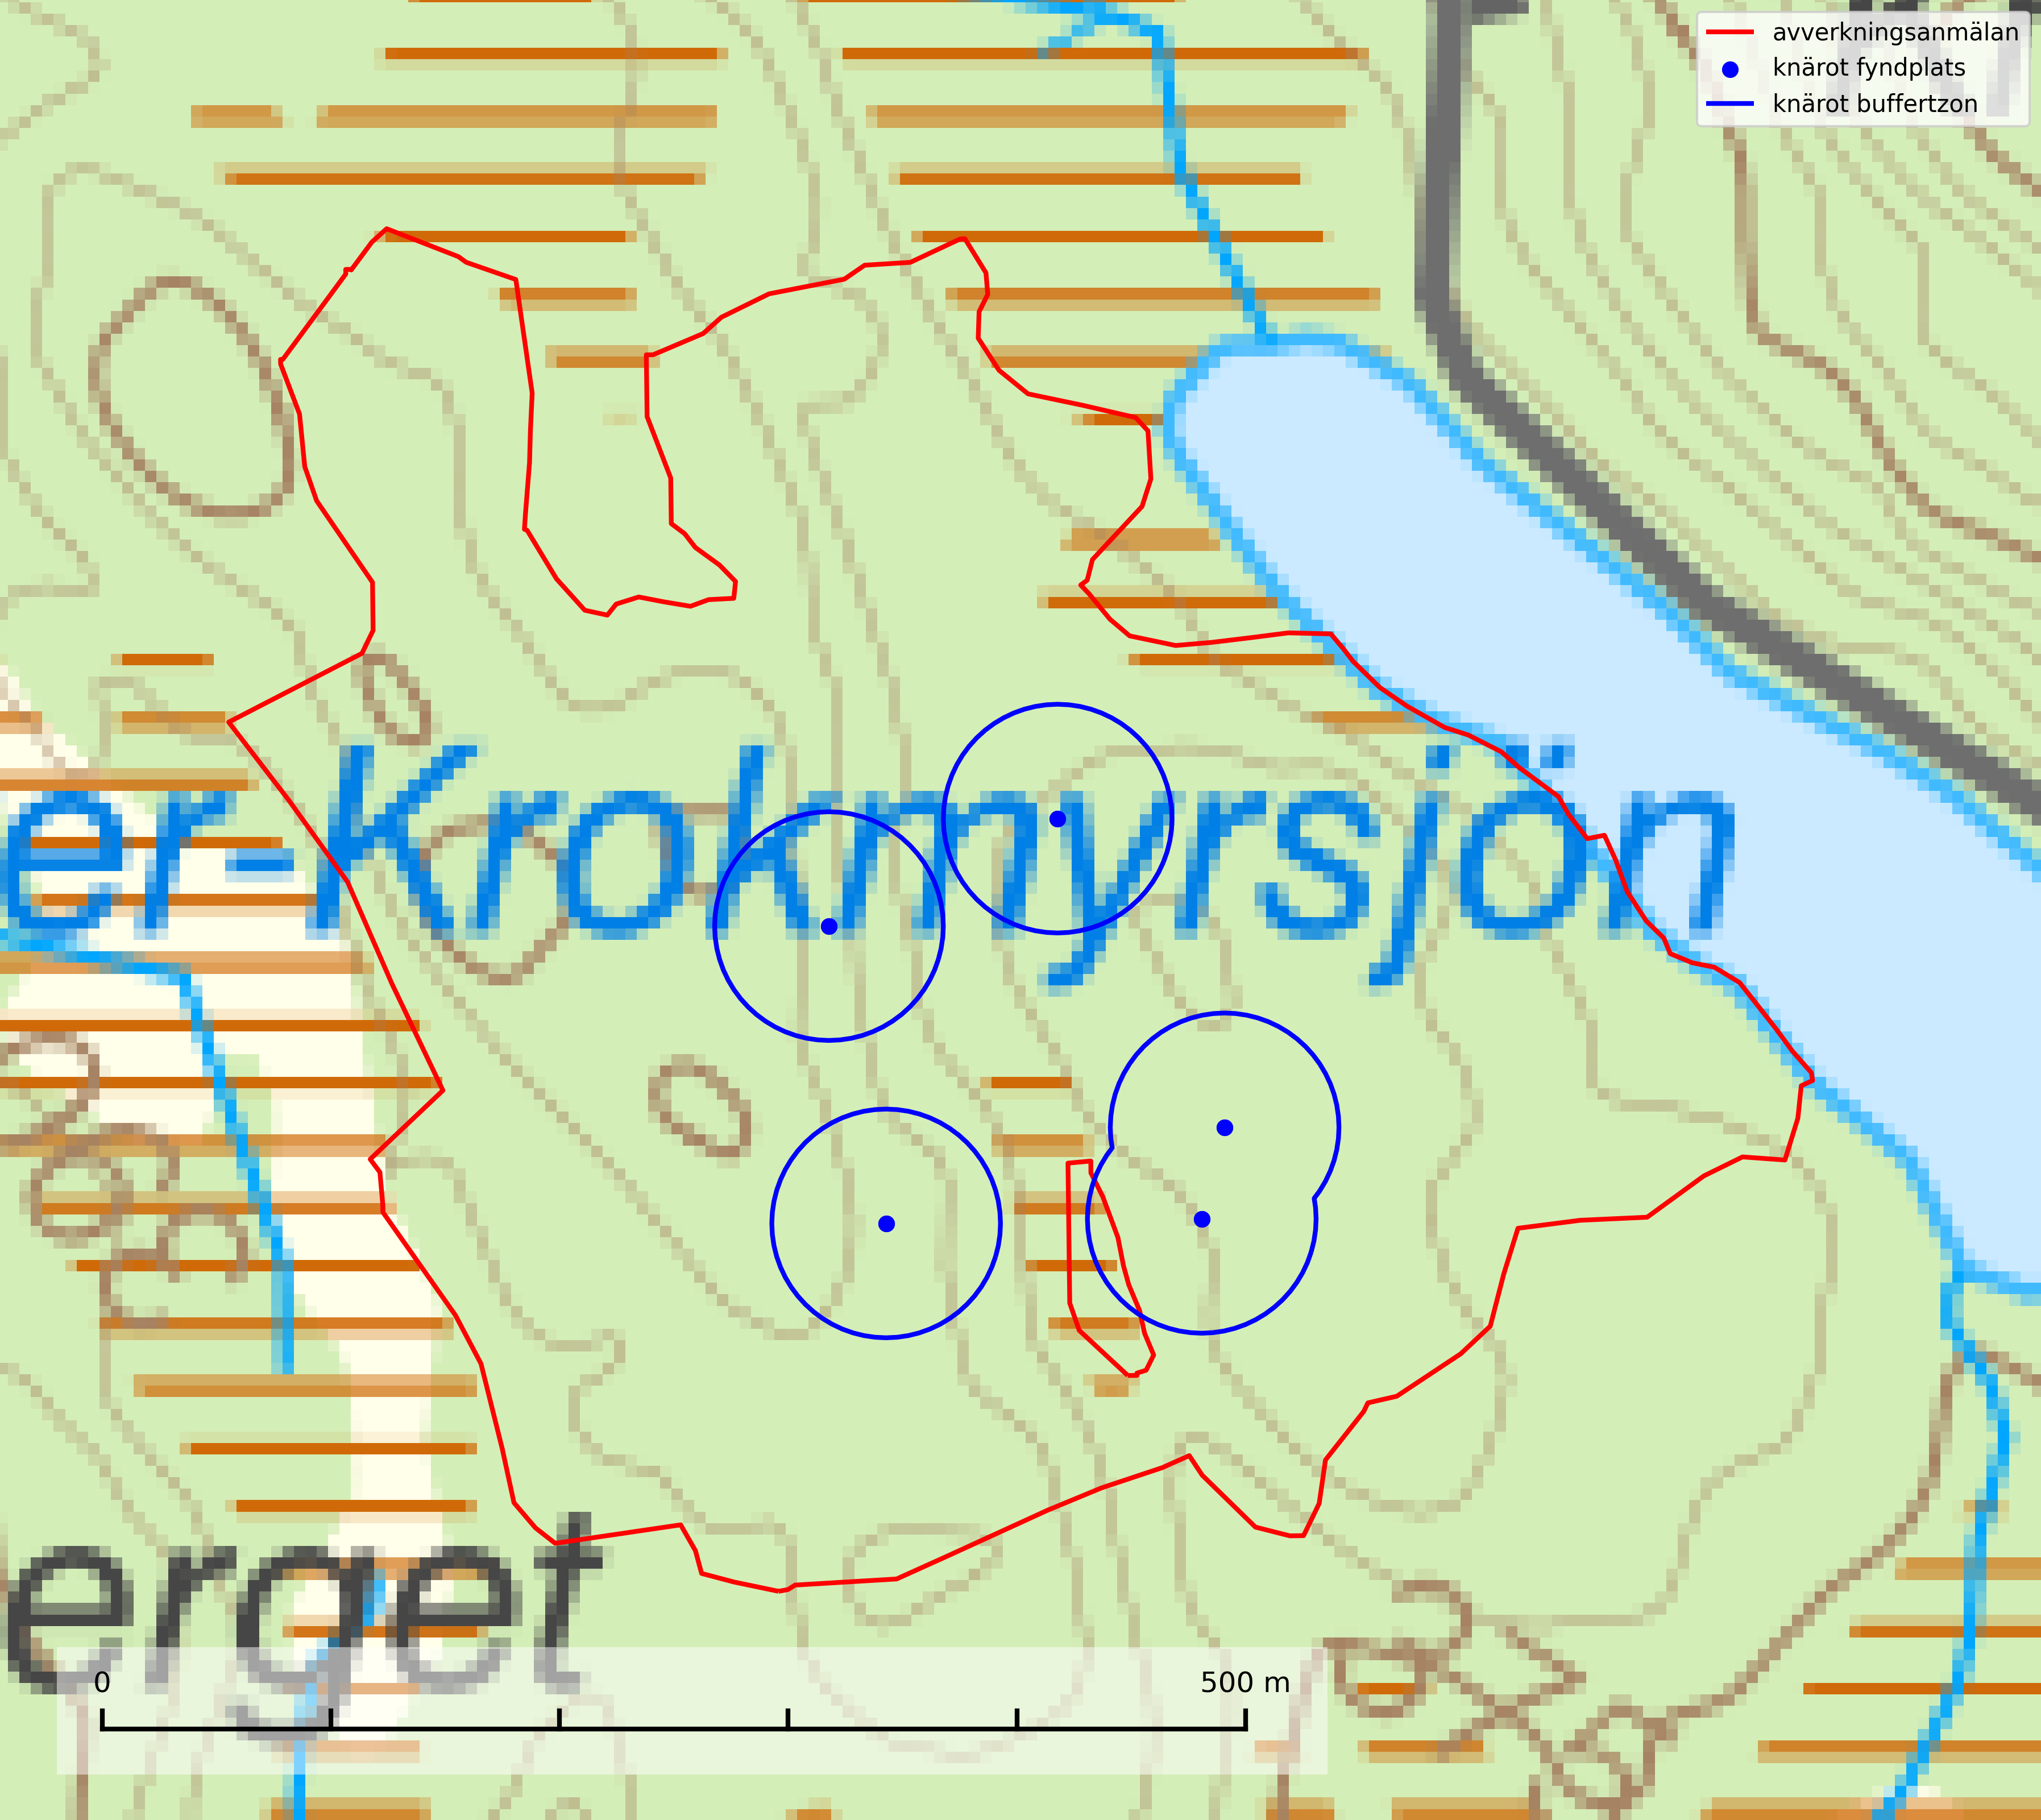 avverkningsanmälan
knärot fyndplats
knärot buffertzon
er-Krokmyrsjön
erget
0 500 m